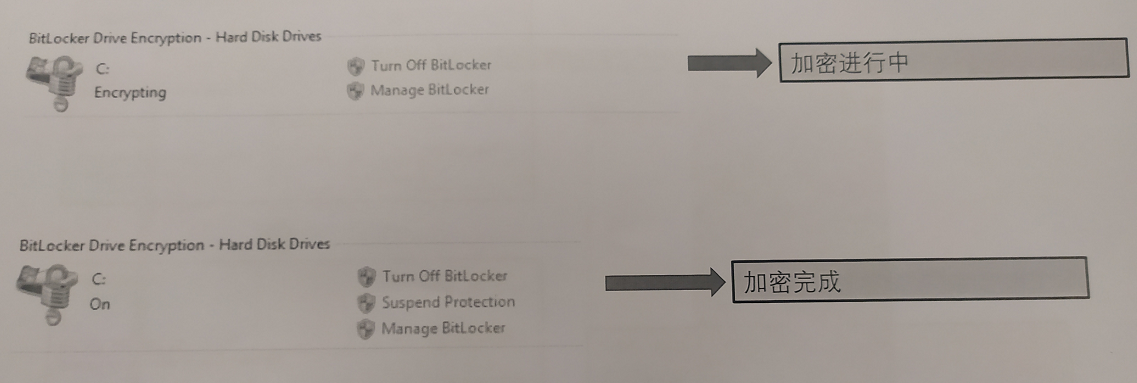 BitLocker Drive Encryption - Hard Disk Drives
C:
Turn Off BitLocker
Encrypting
Manage BitLocker
加密进行中
BitLocker Drive Encryption - Hard Disk Drives
C:
Turn Off BitLocker
On
Suspend Protection
Manage BitLocker
加密完成